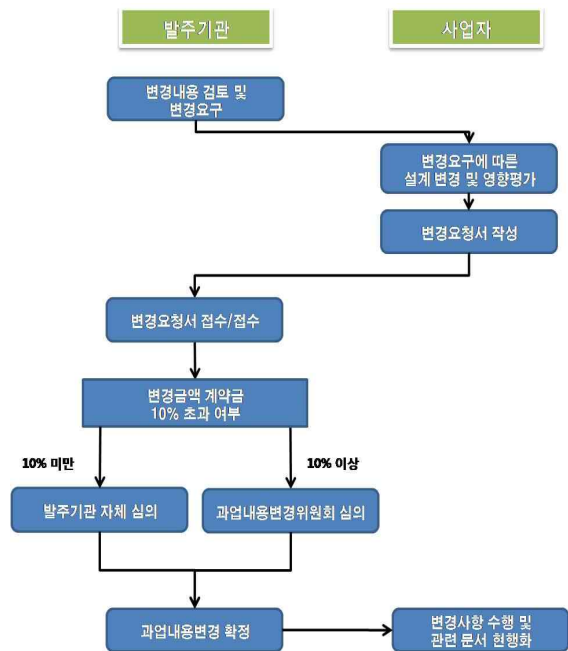 발주기관
사업자
변경내용 검토 및
변경요구
변경요구에 따른
설계 변경 및 영향평가
변경요청서 작성
변경요청서 접수/접수
변경금액 계약금
10% 초과 여부
10% 미만
10% 이상
발주기관 자체 심의
과업내용변경위원회 심의
과업내용변경 확정
변경사항 수행 및
관련 문서 현행화